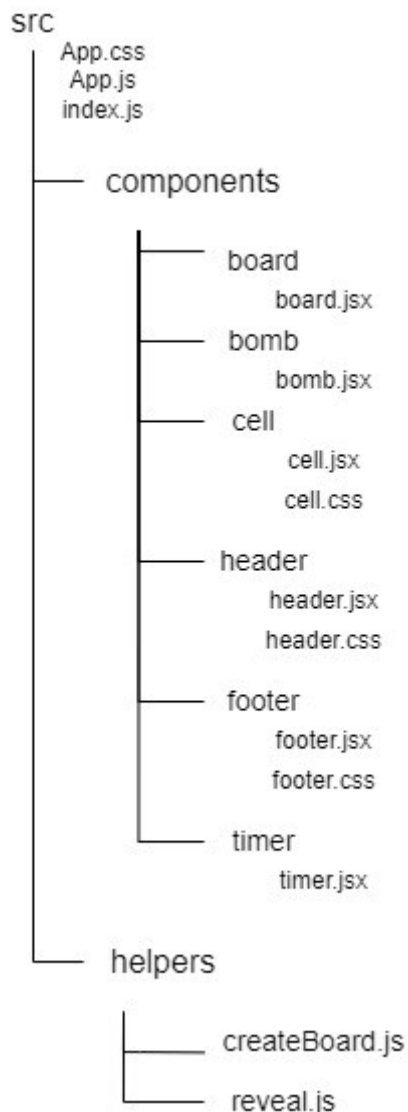 src
App.css
App.js
index.js
components
board
board.jsx
bomb
bomb.jsx
cell
cell.jsx
cell.css
header
header.jsx
header.css
footer
footer.jsx
footer.css
timer
timer.jsx
helpers
createBoard.js
reveal.js